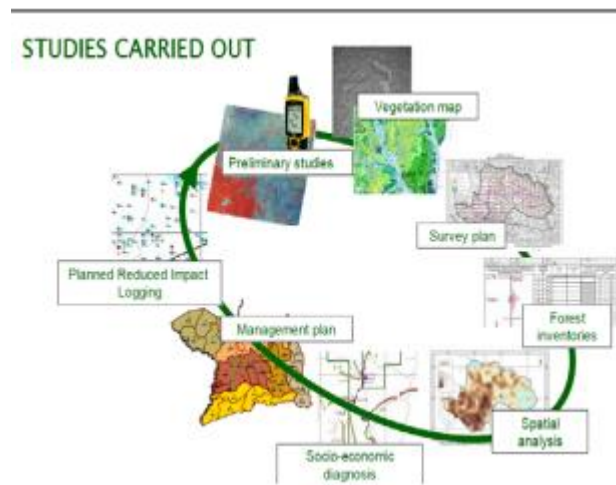 STUDIES CARRIED OUT
Vegetation map
Preliminary studies
Survey plan
Planned Reduced Impact
Logging
Forest
inventories
Management plan
Spatial
analysis
Socio-economic
diagnosis